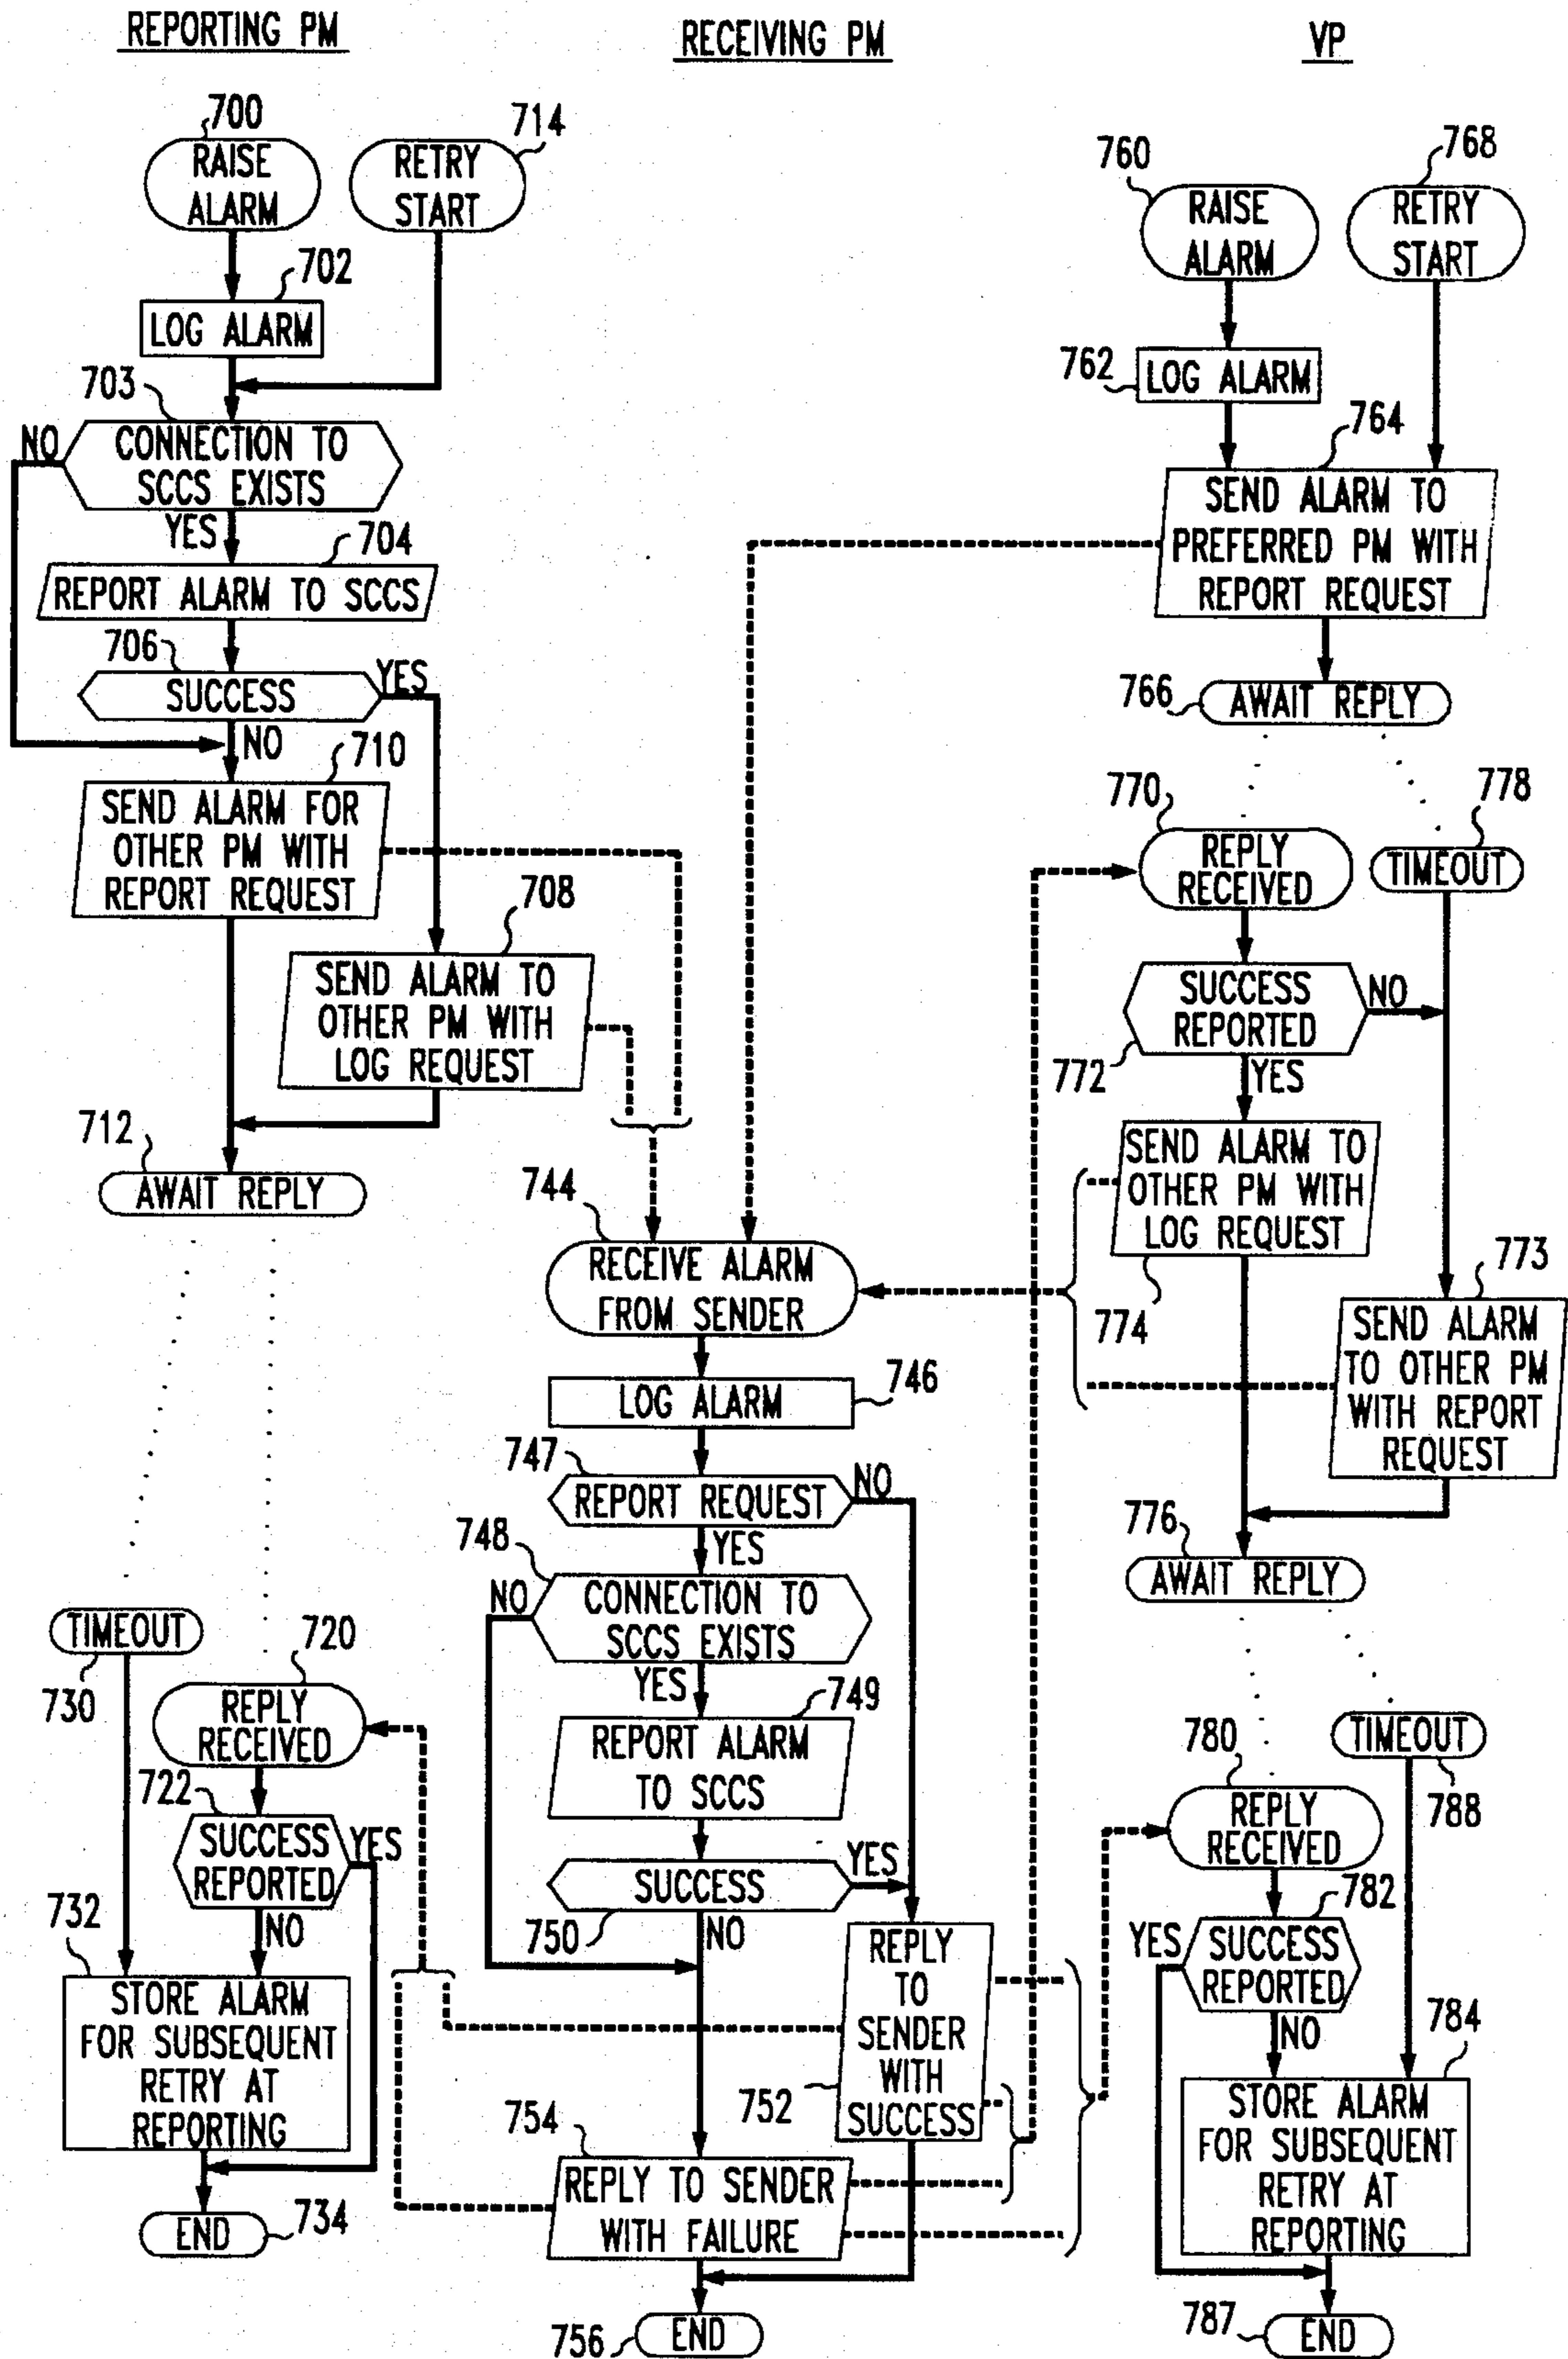 REPORTING PM
RECEIVING PM
VP
700
RAISE
ALARM
714
RETRY
START
702
LOG ALARM
703
CONNECTION TO
SCCS EXISTS
NO
YES
704
REPORT ALARM TO SCCS
706
SUCCESS
YES
NO
710
SEND ALARM FOR
OTHER PM WITH
REPORT REQUEST
708
SEND ALARM TO
OTHER PM WITH
LOG REQUEST
712
AWAIT REPLY
TIMEOUT
730
720
REPLY
RECEIVED
722
SUCCESS
REPORTED
YES
NO
732
STORE ALARM
FOR SUBSEQUENT
RETRY AT
REPORTING
END
734
744
RECEIVE ALARM
FROM SENDER
LOG ALARM
746
747
REPORT REQUEST
NO
YES
748
CONNECTION TO
SCCS EXISTS
NO
YES
749
REPORT ALARM
TO SCCS
SUCCESS
YES
750
NO
REPLY
TO
SENDER
WITH
SUCCESS
752
754
REPLY TO SENDER
WITH FAILURE
756
END
760
RAISE
ALARM
768
RETRY
START
762
LOG ALARM
764
SEND ALARM TO
PREFERRED PM WITH
REPORT REQUEST
766
AWAIT REPLY
770
REPLY
RECEIVED
778
TIMEOUT
SUCCESS
REPORTED
NO
772
YES
SEND ALARM TO
OTHER PM WITH
LOG REQUEST
774
773
SEND ALARM
TO OTHER PM
WITH REPORT
REQUEST
776
AWAIT REPLY
780
REPLY
RECEIVED
TIMEOUT
788
782
YES
SUCCESS
REPORTED
NO
784
STORE ALARM
FOR SUBSEQUENT
RETRY AT
REPORTING
787
END